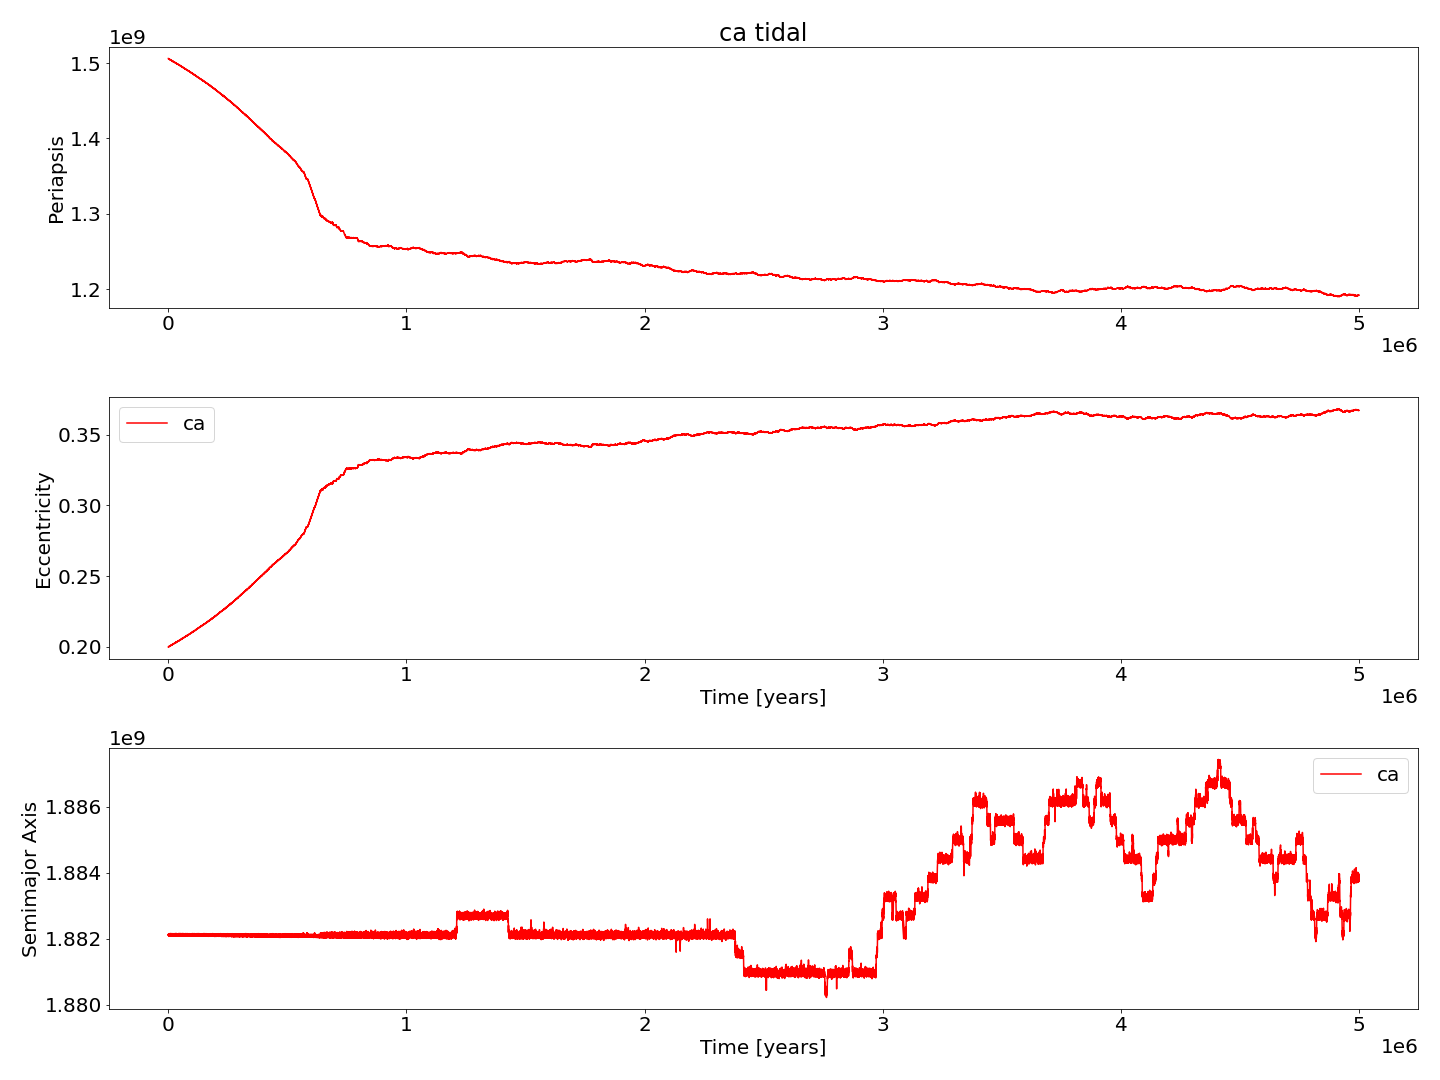 ca tidal
1e9
1.5
1.4
1.3
1.2
Periapsis
0 1 2 3 4 5
1e6
ca
0.35
0.30
0.25
0.20
Eccentricity
0 1 2 3 4 5
Time [years]
1e6
1e9
ca
1.886
1.884
1.882
1.880
Semimajor Axis
0 1 2 3 4 5
Time [years]
1e6